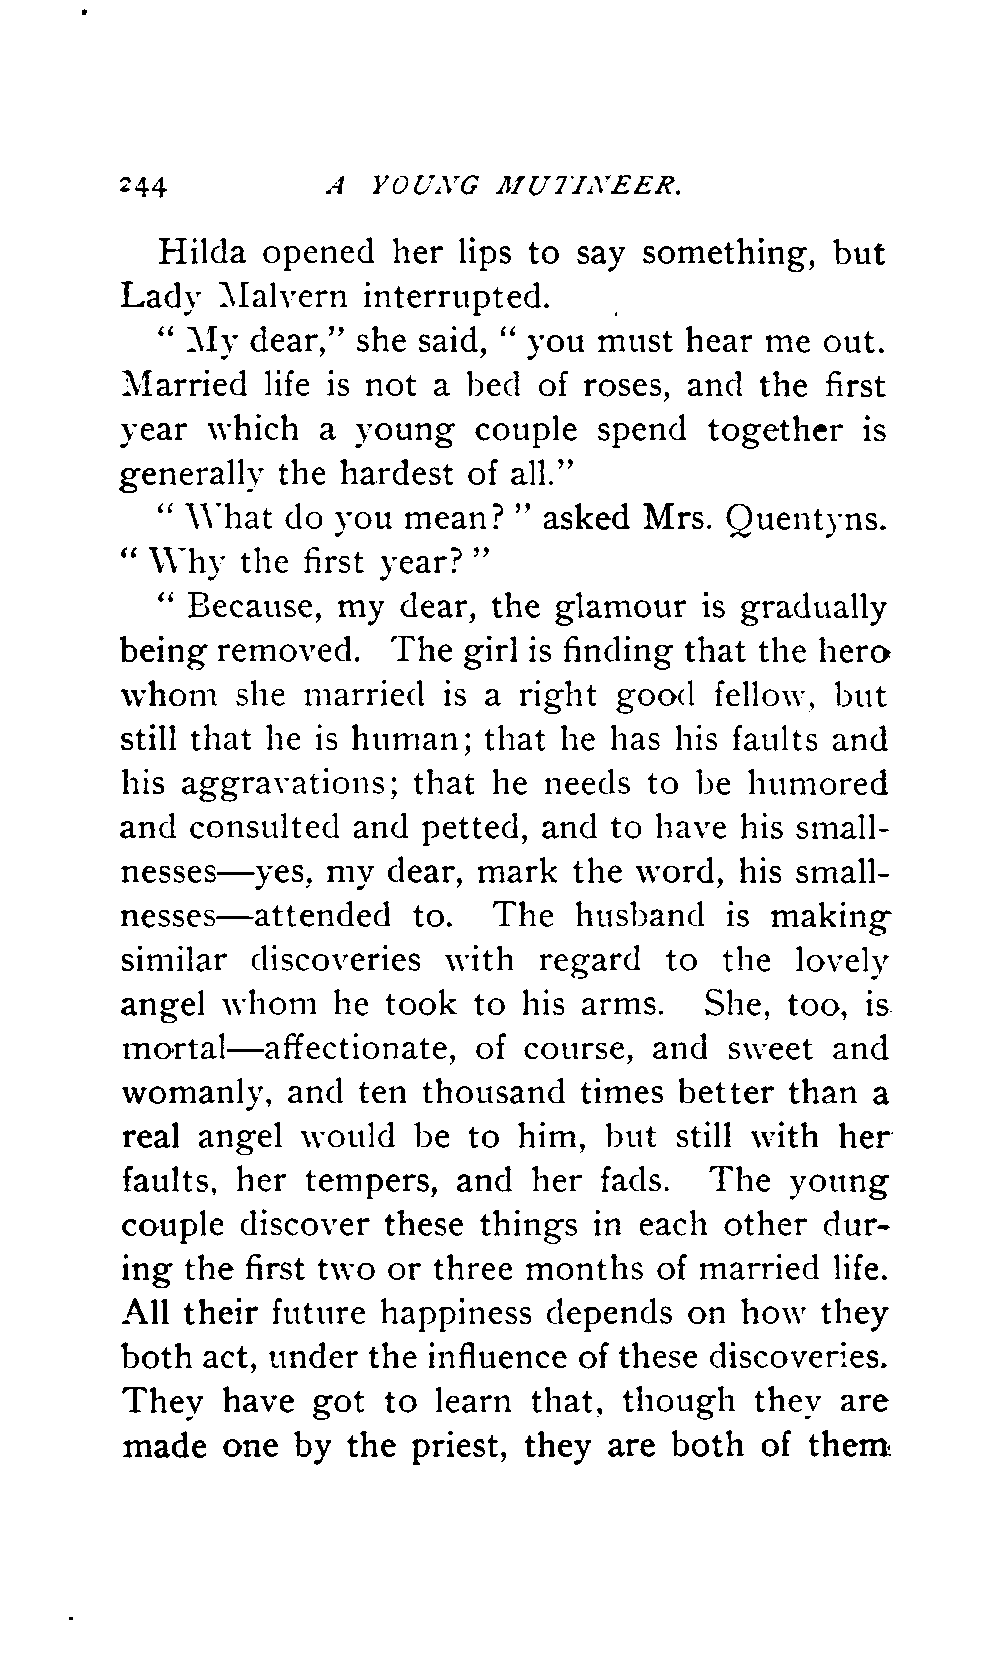 244 A YOUNG MUTINEER.
Hilda opened her lips to say something, but
Lady Malvern interrupted.
" My dear," she said, " you must hear me out.
Married life is not a bed of roses, and the first
year which a young couple spend together is
generally the hardest of all."
" What do you mean? " asked Mrs. Quentyns.
" Why the first year? "
" Because, my dear, the glamour is gradually
being removed. The girl is finding that the hero
whom she married is a right good fellow, but
still that he is human; that he has his faults and
his aggravations; that he needs to be humored
and consulted and petted, and to have his small-
nesses—yes, my dear, mark the word, his small-
nesses—attended to. The husband is making
similar discoveries with regard to the lovely
angel whom he took to his arms. She, too, is
mortal—affectionate, of course, and sweet and
womanly, and ten thousand times better than a
real angel would be to him, but still with her
faults, her tempers, and her fads. The young
couple discover these things in each other dur-
ing the first two or three months of married life.
All their future happiness depends on how they
both act, under the influence of these discoveries.
They have got to learn that, though they are
made one by the priest, they are both of them